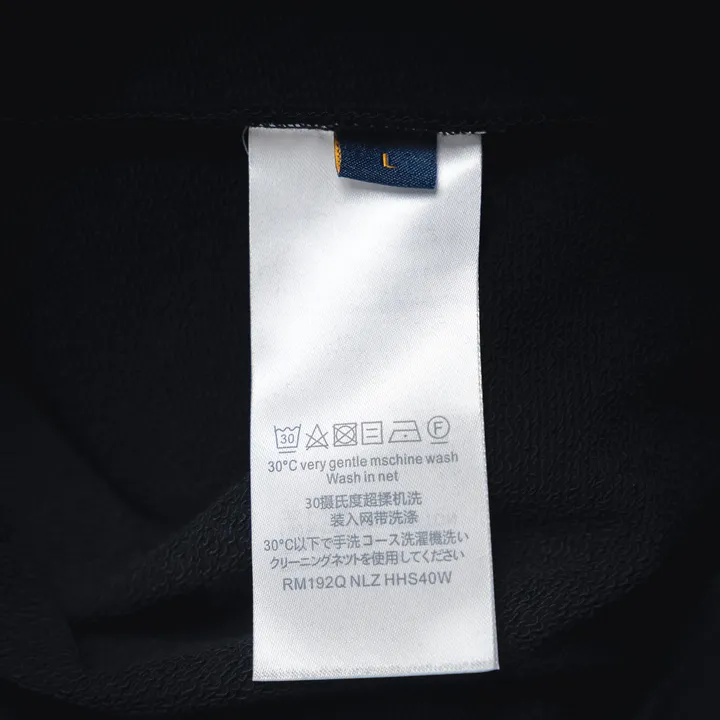 L
30
F
30°C very gentle mschine wash
Wash in net
30摄氏度超揉机洗
装入网带洗涤
30°C以下で手洗コース洗濯機洗い
クリーニングネットを使用してください
RM192Q NLZ HHS40W